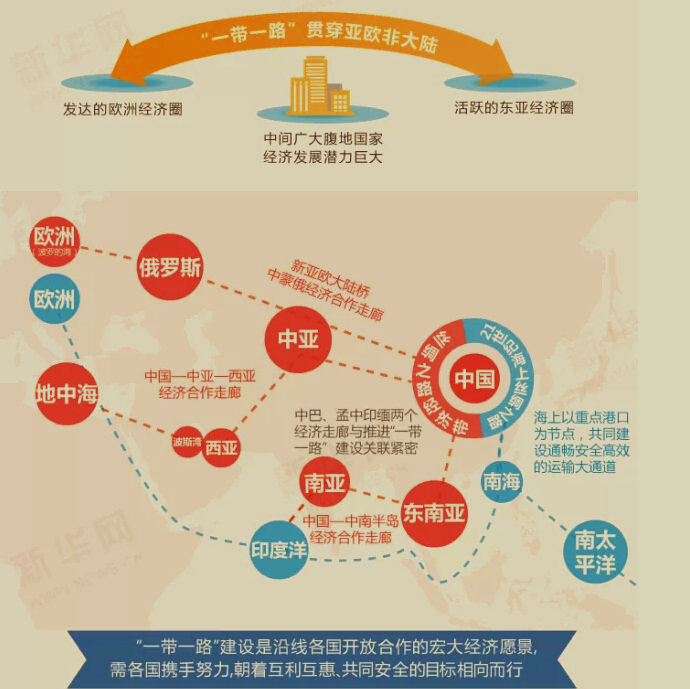 “一带一路”贯穿亚欧非大陆
发达的欧洲经济圈
中间广大腹地国家
经济发展潜力巨大
活跃的东亚经济圈
欧洲
（波罗的海）
俄罗斯
新亚欧大陆桥
中蒙俄经济合作走廊
欧洲
中亚
丝绸之路经济带
21世纪海上丝绸之路
中国
地中海
中国—中亚—西亚
经济合作走廊
波斯湾
西亚
中巴、孟中印缅两个
经济走廊与推进“一带
一路”建设关联紧密
海上以重点港口
为节点，共同建
设通畅安全高效
的运输大通道
南亚
东南亚
南海
中国—中南半岛
经济合作走廊
印度洋
南太
平洋
“一带一路”建设是沿线各国开放合作的宏大经济愿景,
需各国携手努力,朝着互利互惠、共同安全的目标相向而行
新华网
新华网